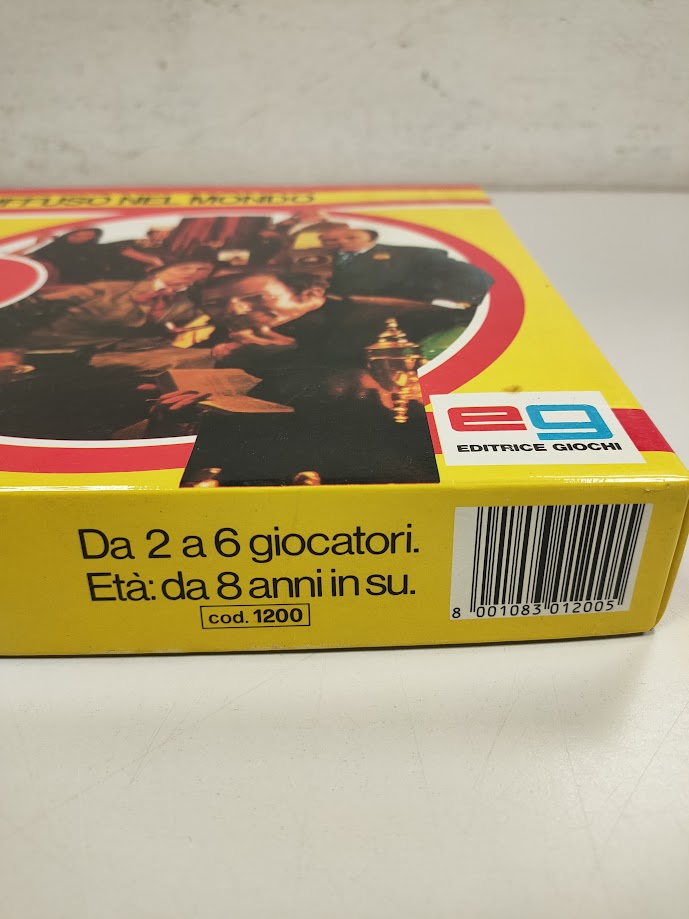 NEL MONDO
eg
EDITRICE GIOCHI
Da 2 a 6 giocatori.
Età: da 8 anni in su.
cod. 1200
8 001083 012005